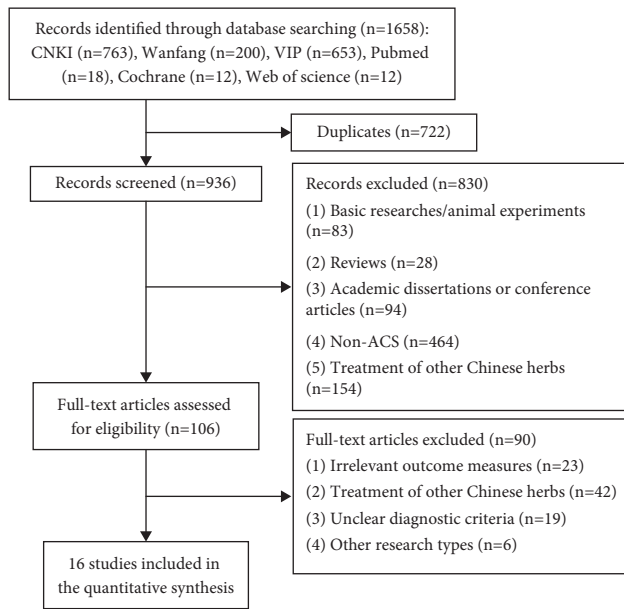 Records identified through database searching (n=1658):
CNKI (n=763), Wanfang (n=200), VIP (n=653), Pubmed
(n=18), Cochrane (n=12), Web of science (n=12)
Duplicates (n=722)
Records screened (n=936)
Records excluded (n=830)
(1) Basic researches/animal experiments
(n=83)
(2) Reviews (n=28)
(3) Academic dissertations or conference
articles (n=94)
(4) Non-ACS (n=464)
(5) Treatment of other Chinese herbs
(n=154)
Full-text articles assessed
for eligibility (n=106)
Full-text articles excluded (n=90)
(1) Irrelevant outcome measures (n=23)
(2) Treatment of other Chinese herbs (n=42)
(3) Unclear diagnostic criteria (n=19)
(4) Other research types (n=6)
16 studies included in
the quantitative synthesis